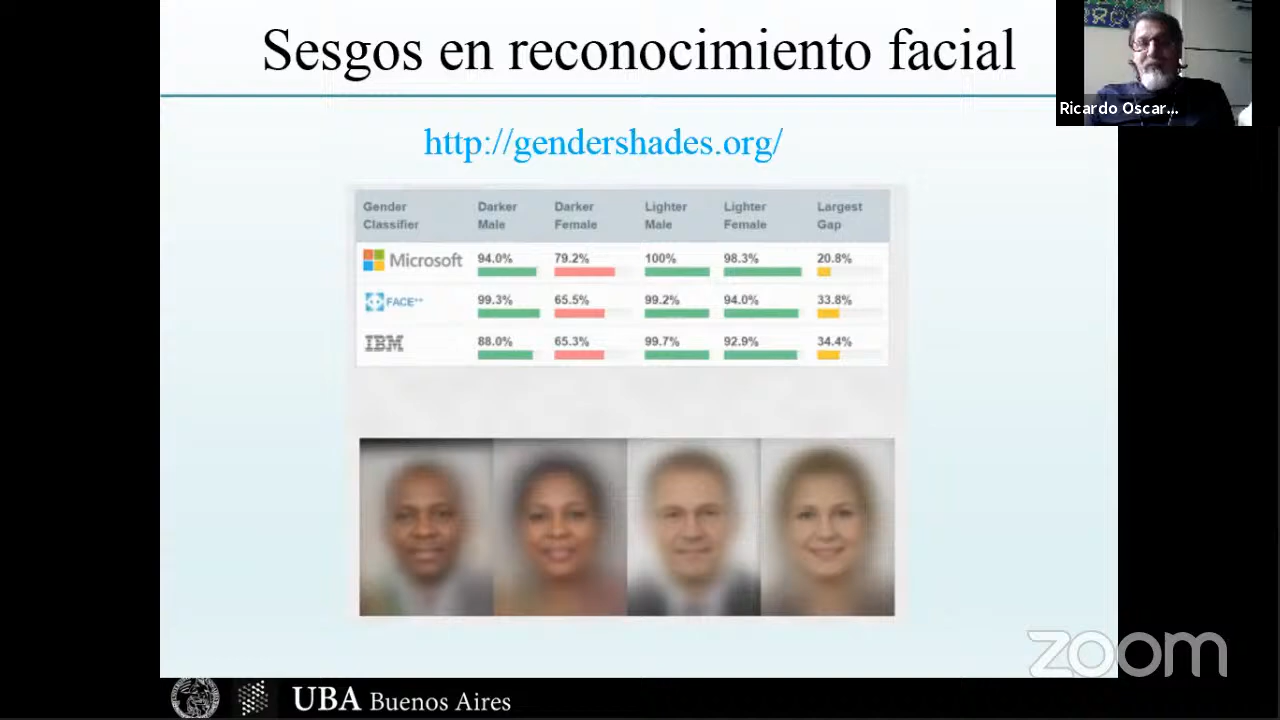 Sesgos en reconocimiento facial
Ricardo Oscar...
http://gendershades.org/
Gender Classifier
Darker Male
Darker Female
Lighter Male
Lighter Female
Largest Gap
Microsoft 94.0% 79.2% 100% 98.3% 20.8%
FACE++ 99.3% 65.5% 99.2% 94.0% 33.8%
IBM 88.0% 65.3% 99.7% 92.9% 34.4%
zoom
UBA Buenos Aires